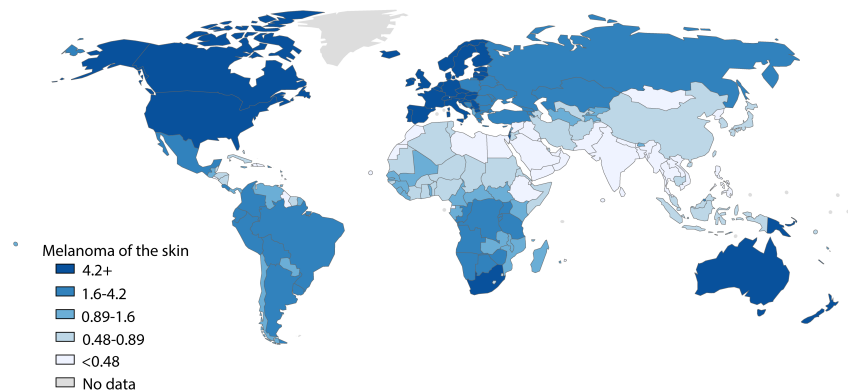 Melanoma of the skin
4.2+
1.6-4.2
0.89-1.6
0.48-0.89
<0.48
No data